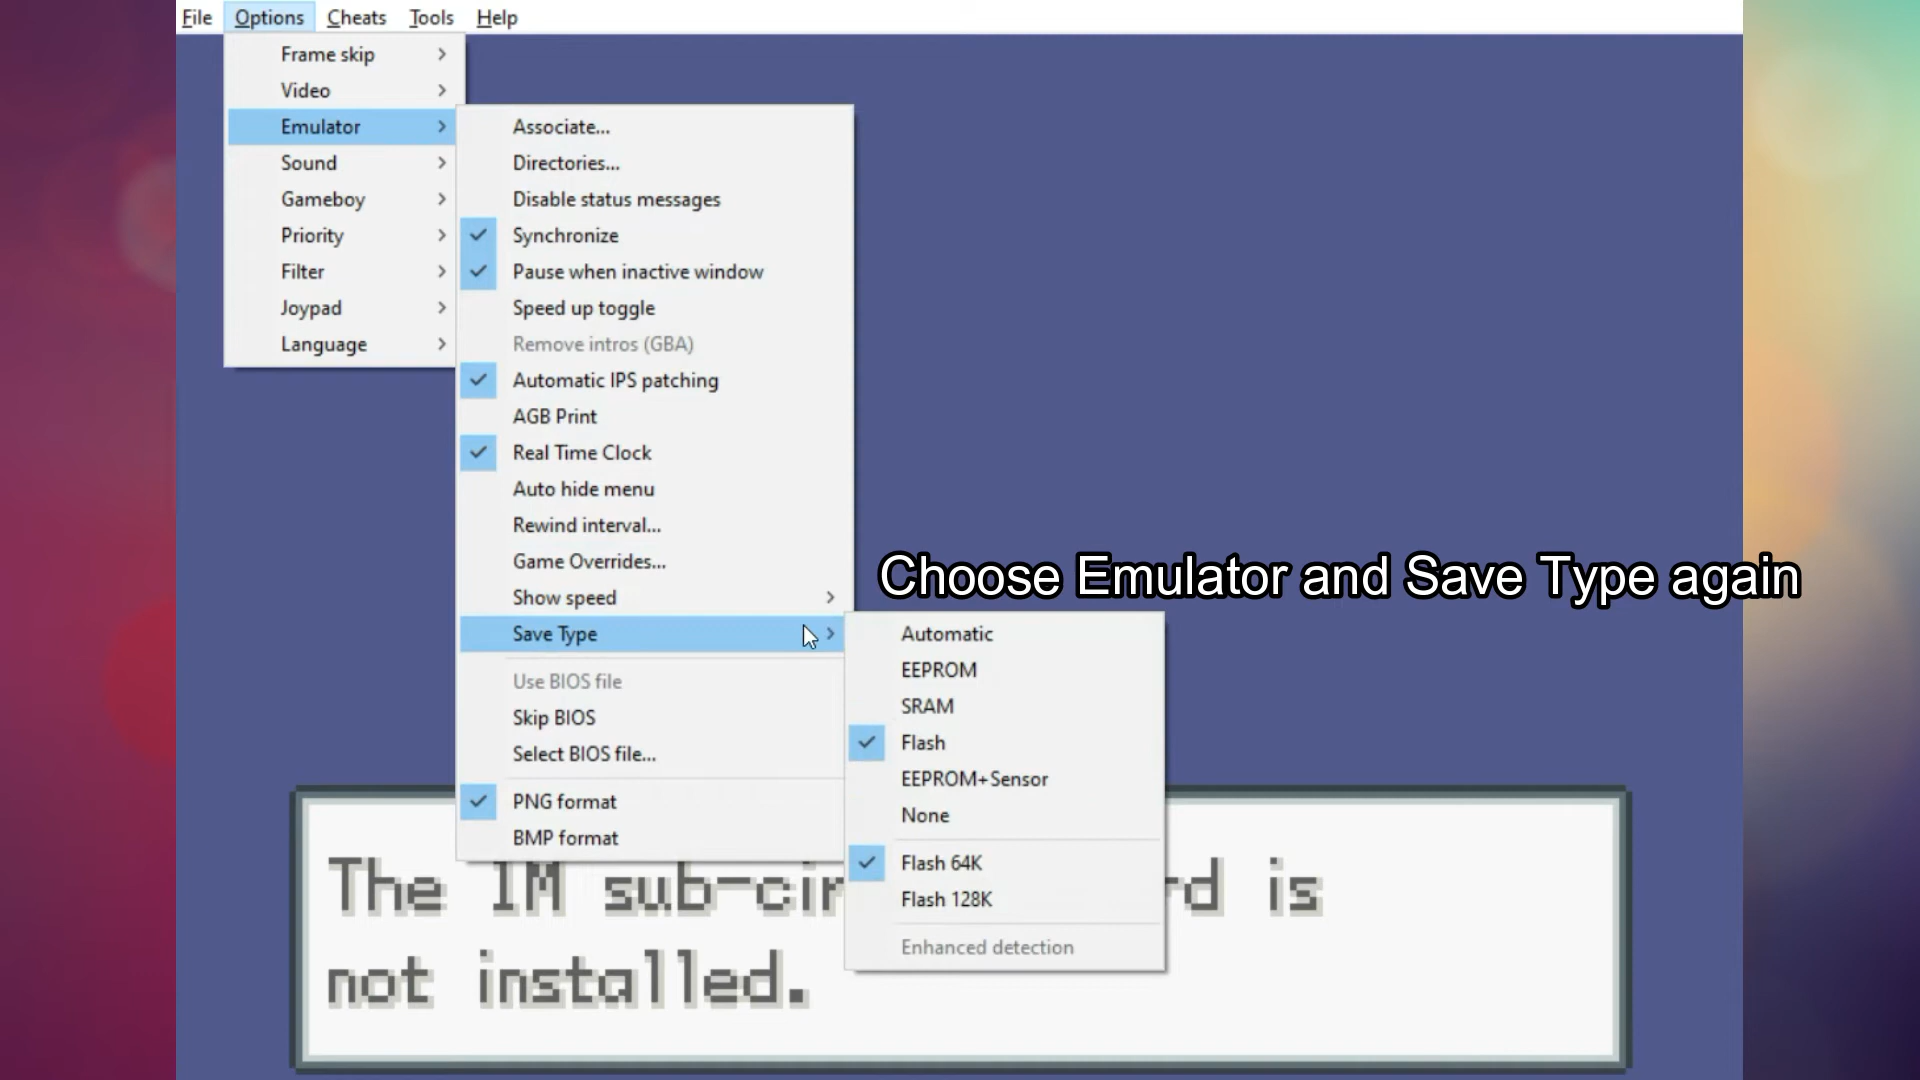 File Options Cheats Tools Help
Frame skip
Video
Emulator
Sound
Gameboy
Priority
Filter
Joypad
Language
Associate...
Directories...
Disable status messages
Synchronize
Pause when inactive window
Speed up toggle
Remove intros (GBA)
Automatic IPS patching
AGB Print
Real Time Clock
Auto hide menu
Rewind interval...
Game Overrides...
Show speed
Save Type
Use BIOS file
Skip BIOS
Select BIOS file...
PNG format
BMP format
Choose Emulator and Save Type again
Automatic
EEPROM
SRAM
Flash
EEPROM+Sensor
None
Flash 64K
Flash 128K
Enhanced detection
The 1M sub-cir rd is
not installed.